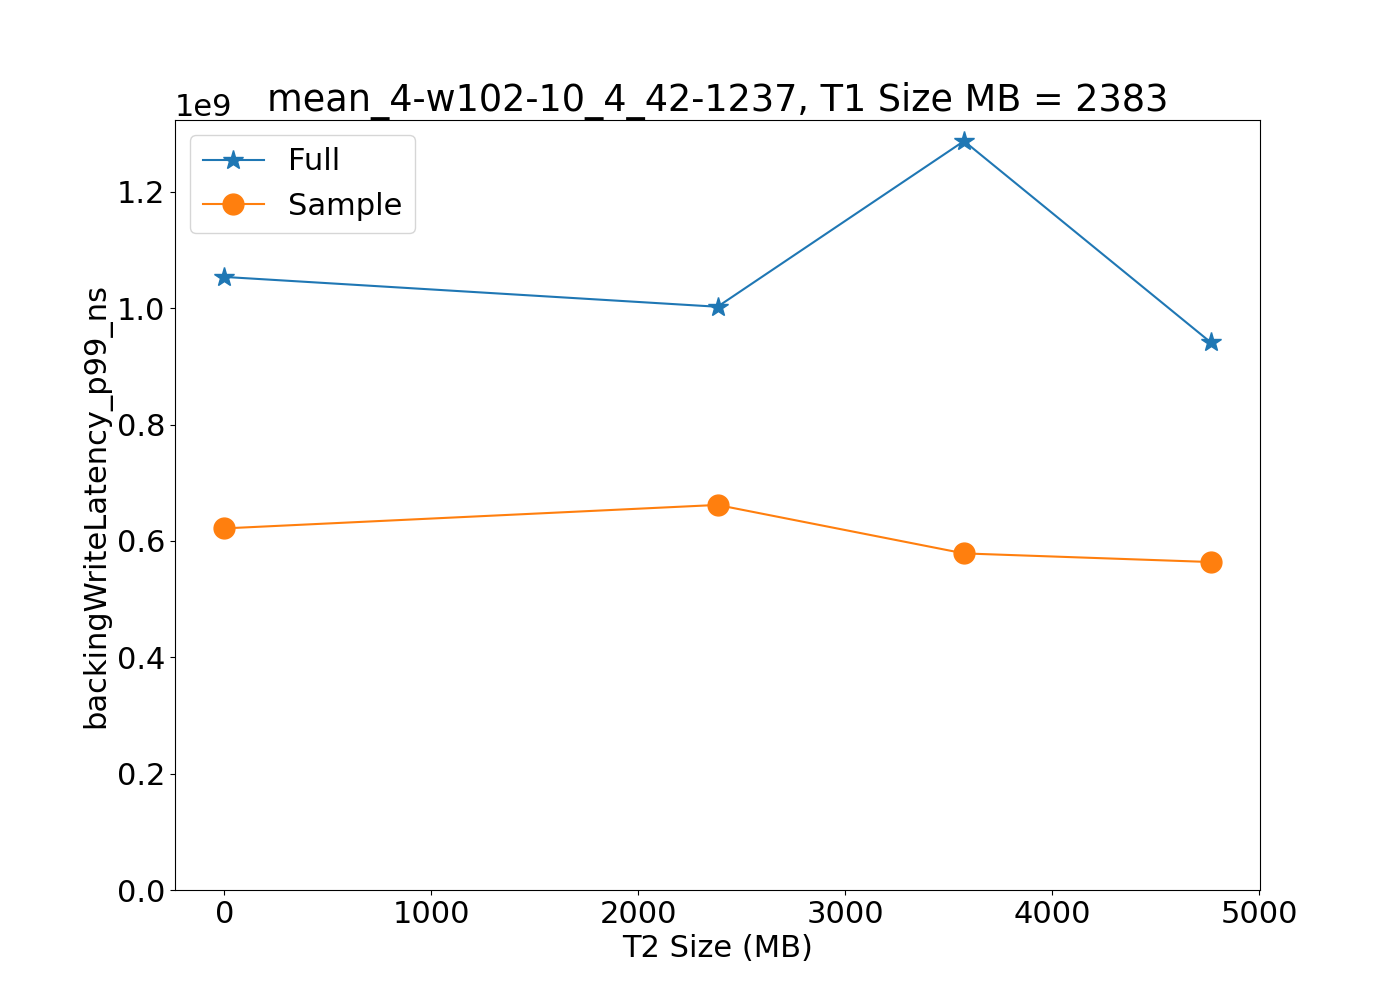 mean_4-w102-10_4_42-1237, T1 Size MB = 2383
1e9
Full
Sample
1.2
1.0
0.8
0.6
0.4
0.2
0.0
backingWriteLatency_p99_ns
0 1000 2000 3000 4000 5000
T2 Size (MB)